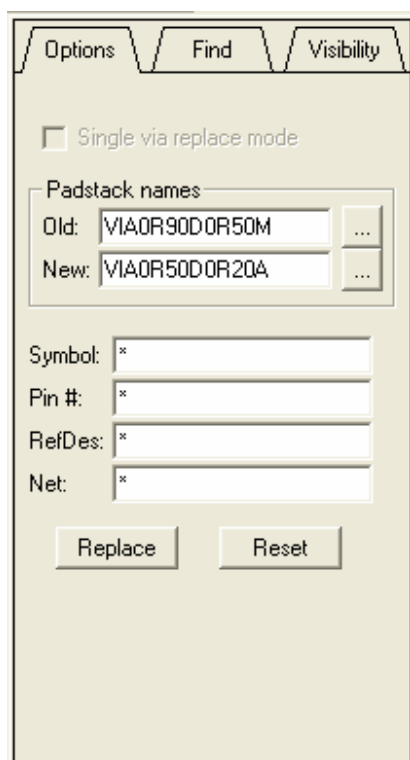 Options Find Visibility
Single via replace mode
Padstack names
Old: VIA0R90D0R50M ...
New: VIA0R50D0R20A ...
Symbol: *
Pin #: *
RefDes: *
Net: *
Replace Reset